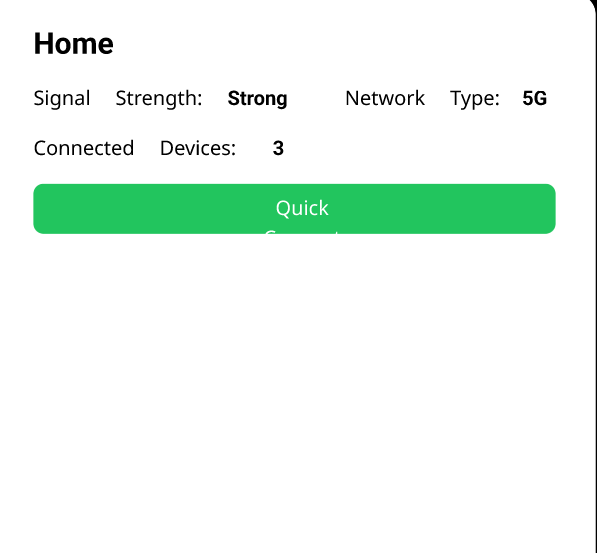 Home
Signal Strength: Strong Network Type: 5G
Connected Devices: 3
Quick